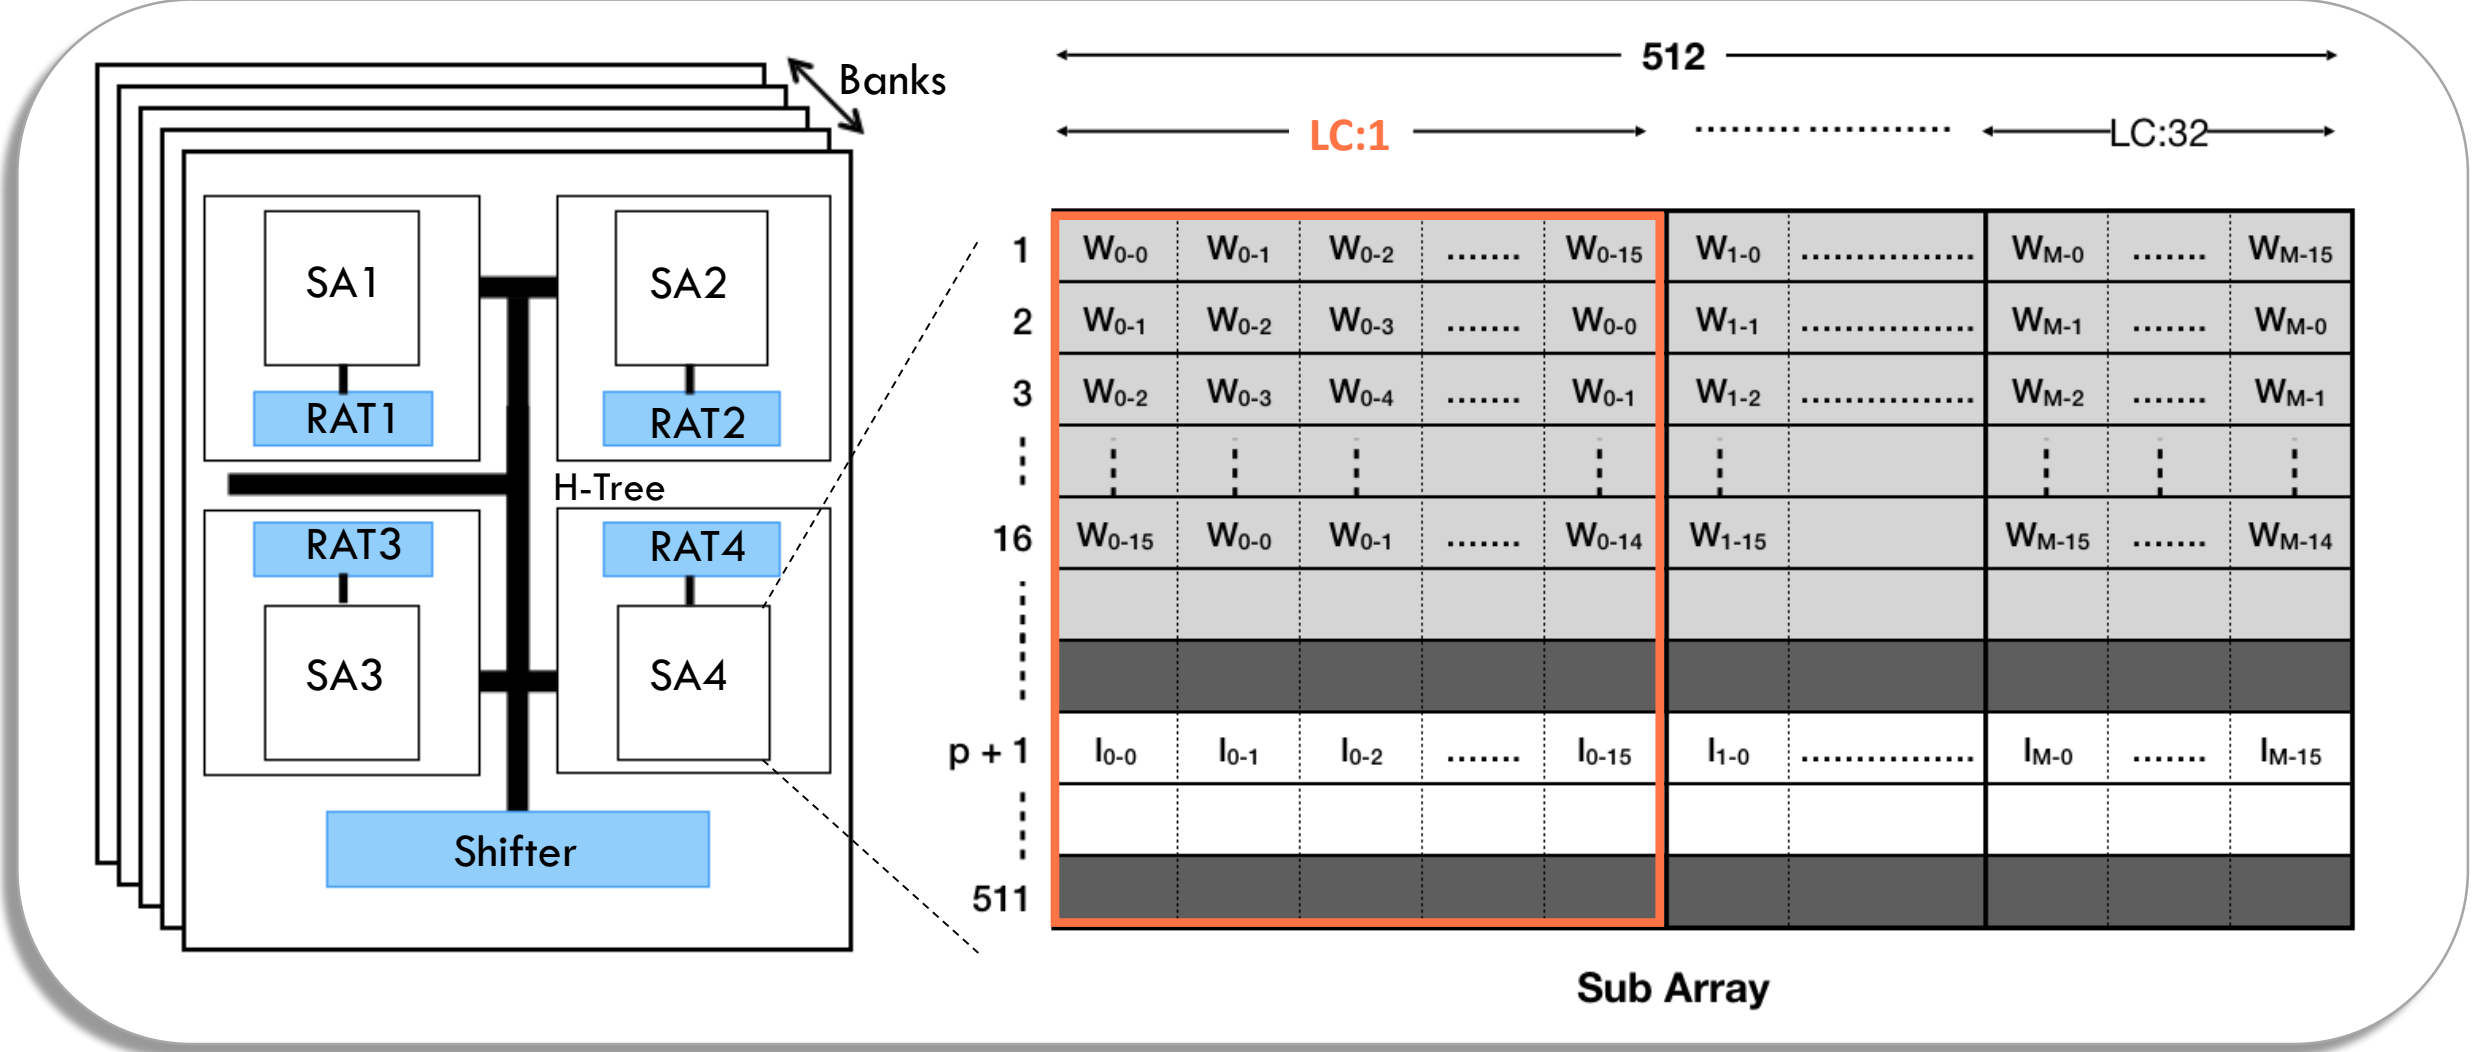 Banks
SA1
SA2
RAT1
RAT2
H-Tree
RAT3
RAT4
SA3
SA4
Shifter
512
LC:1 ........ ............ LC:32
1 W0-0 W0-1 W0-2 ....... W0-15 W1-0 ................ WM-0 ....... WM-15
2 W0-1 W0-2 W0-3 ....... W0-0 W1-1 ................ WM-1 ....... WM-0
3 W0-2 W0-3 W0-4 ....... W0-1 W1-2 ................ WM-2 ....... WM-1
16 W0-15 W0-0 W0-1 ....... W0-14 W1-15 WM-15 ....... WM-14
p + 1 I0-0 I0-1 I0-2 ....... I0-15 I1-0 ................ IM-0 ....... IM-15
511
Sub Array